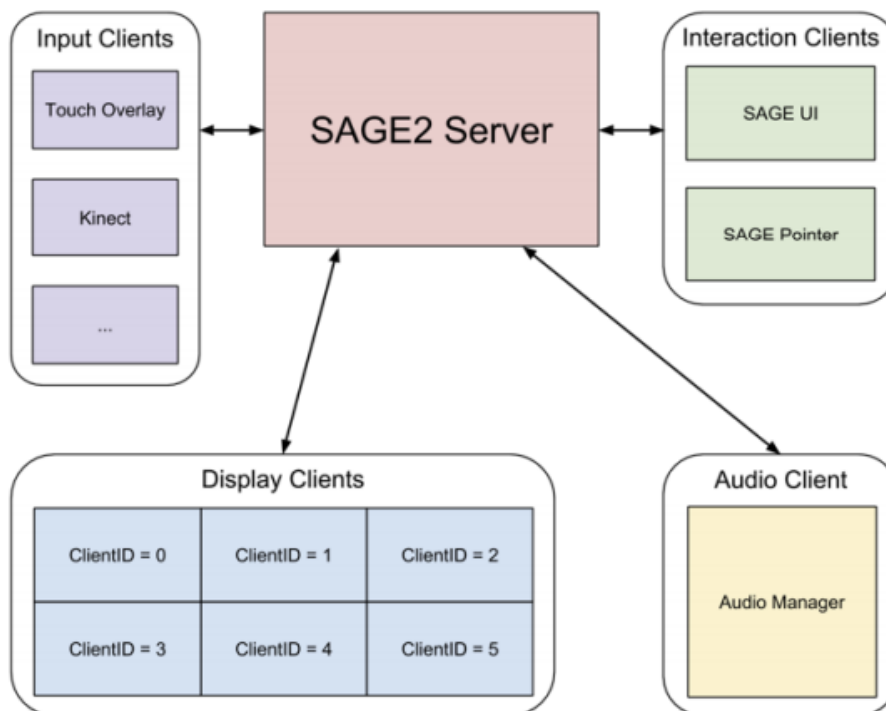 Input Clients
Touch Overlay
Kinect
...
SAGE2 Server
Interaction Clients
SAGE UI
SAGE Pointer
Display Clients
ClientID = 0
ClientID = 1
ClientID = 2
ClientID = 3
ClientID = 4
ClientID = 5
Audio Client
Audio Manager